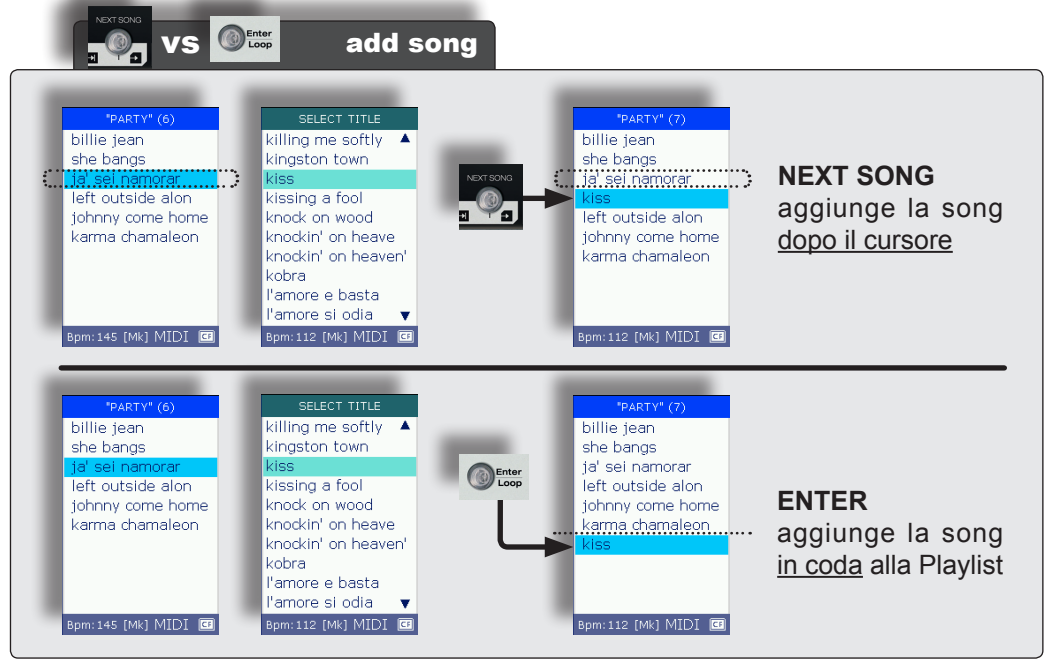 NEXT SONG
vs
Enter
Loop
add song
"PARTY" (6)
billie jean
she bangs
ja' sei namorar
left outside alon
johnny come home
karma chamaleon
Bpm:145 [Mk] MIDI CF
SELECT TITLE
killing me softly
kingston town
kiss
kissing a fool
knock on wood
knockin' on heave
knockin' on heaven'
kobra
l'amore e basta
l'amore si odia
Bpm:112 [Mk] MIDI CF
NEXT SONG
"PARTY" (7)
billie jean
she bangs
ja' sei namorar
kiss
left outside alon
johnny come home
karma chamaleon
Bpm:112 [Mk] MIDI CF
NEXT SONG
aggiunge la song
dopo il cursore
"PARTY" (6)
billie jean
she bangs
ja' sei namorar
left outside alon
johnny come home
karma chamaleon
Bpm:145 [Mk] MIDI CF
SELECT TITLE
killing me softly
kingston town
kiss
kissing a fool
knock on wood
knockin' on heave
knockin' on heaven'
kobra
l'amore e basta
l'amore si odia
Bpm:112 [Mk] MIDI CF
Enter
Loop
"PARTY" (7)
billie jean
she bangs
ja' sei namorar
left outside alon
johnny come home
karma chamaleon
kiss
Bpm:112 [Mk] MIDI CF
ENTER
aggiunge la song
in coda alla Playlist